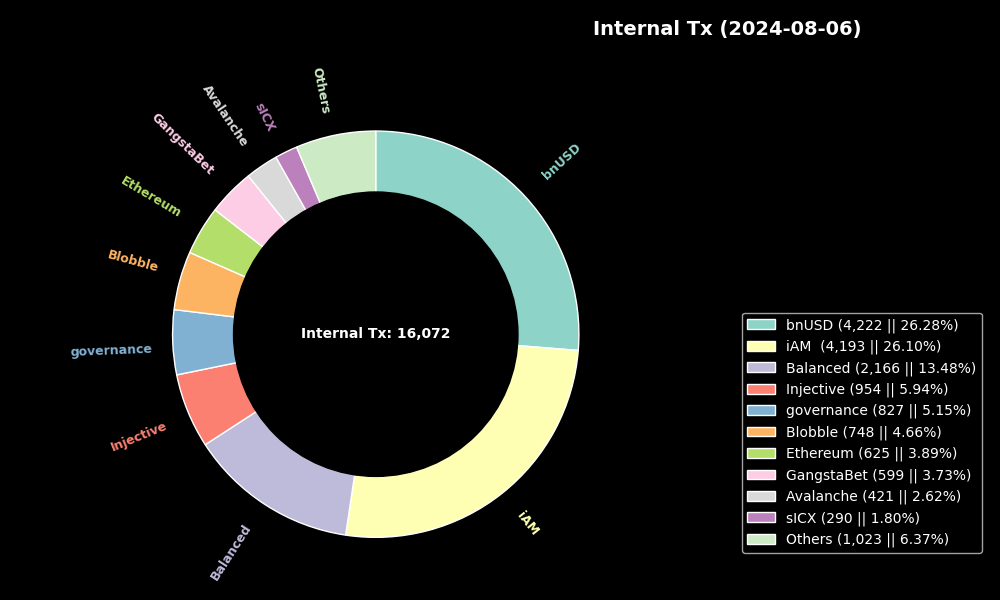 Internal Tx (2024-08-06)
Others
sICX
Avalanche
GangstaBet
Ethereum
Blobble
governance
Injective
Balanced
iAM
bnUSD
Internal Tx: 16,072
bnUSD (4,222 || 26.28%)
iAM  (4,193 || 26.10%)
Balanced (2,166 || 13.48%)
Injective (954 || 5.94%)
governance (827 || 5.15%)
Blobble (748 || 4.66%)
Ethereum (625 || 3.89%)
GangstaBet (599 || 3.73%)
Avalanche (421 || 2.62%)
sICX (290 || 1.80%)
Others (1,023 || 6.37%)